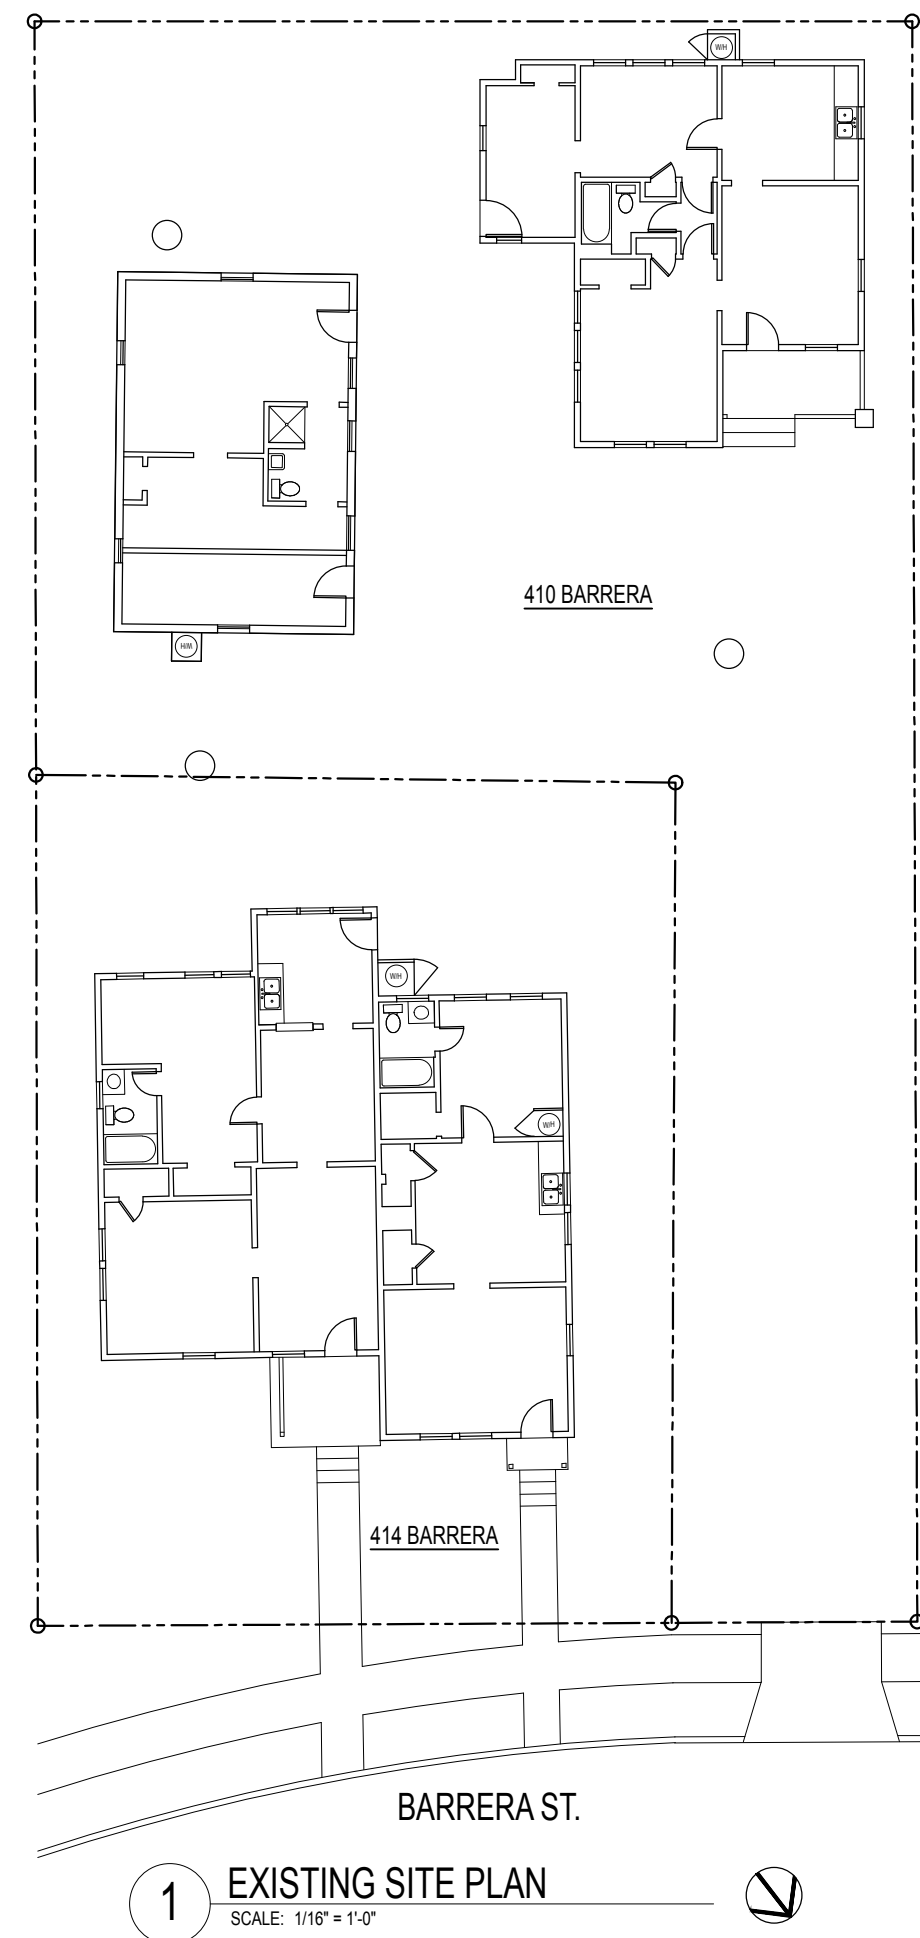 W/H
W/H
410 BARRERA
W/H
W/H
414 BARRERA
BARRERA ST.
1
EXISTING SITE PLAN
SCALE: 1/16" = 1'-0"